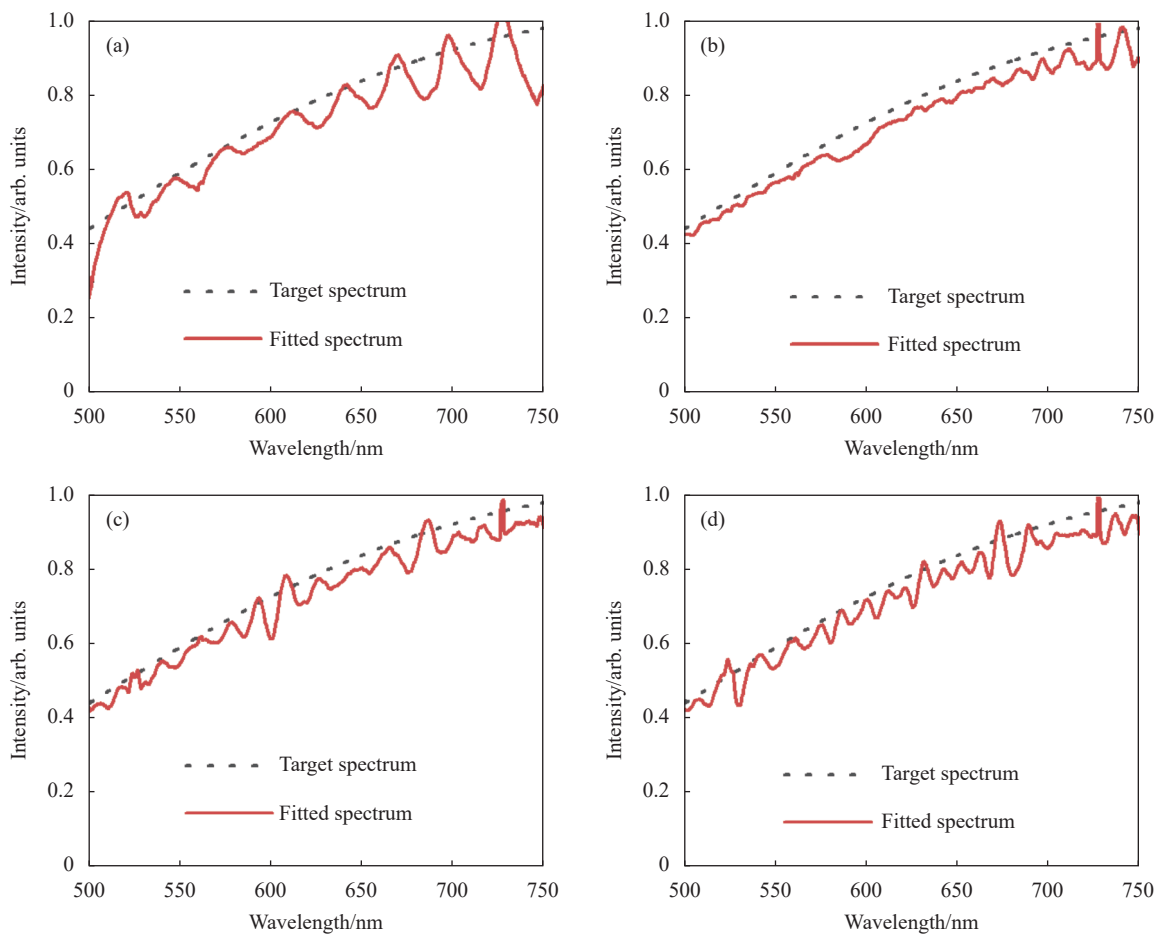 (a)
Intensity/arb. units
1.0
0.8
0.6
0.4
0.2
0
Target spectrum
Fitted spectrum
500 550 600 650 700 750
Wavelength/nm
(b)
Intensity/arb. units
1.0
0.8
0.6
0.4
0.2
0
Target spectrum
Fitted spectrum
500 550 600 650 700 750
Wavelength/nm
(c)
Intensity/arb. units
1.0
0.8
0.6
0.4
0.2
0
Target spectrum
Fitted spectrum
500 550 600 650 700 750
Wavelength/nm
(d)
Intensity/arb. units
1.0
0.8
0.6
0.4
0.2
0
Target spectrum
Fitted spectrum
500 550 600 650 700 750
Wavelength/nm